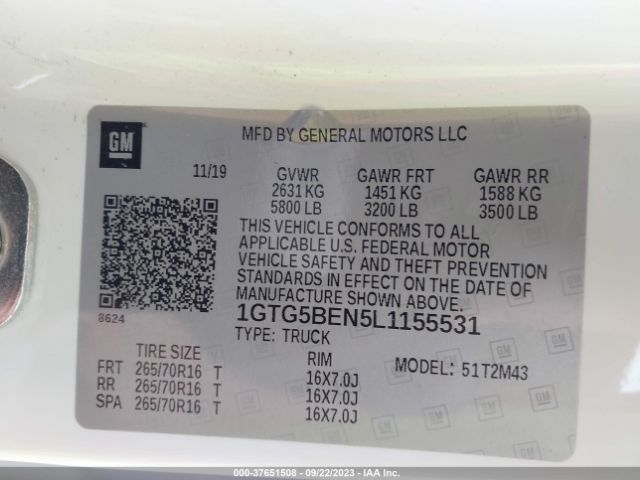 GM
MFD BY GENERAL MOTORS LLC
11/19 GVWR GAWR FRT GAWR RR
2631 KG 1451 KG 1588 KG
5800 LB 3200 LB 3500 LB
THIS VEHICLE CONFORMS TO ALL
APPLICABLE U.S. FEDERAL MOTOR
VEHICLE SAFETY AND THEFT PREVENTION
STANDARDS IN EFFECT ON THE DATE OF
MANUFACTURE SHOWN ABOVE.
8624
1GTG5BEN5L1155531
TYPE: TRUCK
TIRE SIZE RIM MODEL: 51T2M43
FRT 265/70R16 T 16X7.0J
RR 265/70R16 T 16X7.0J
SPA 265/70R16 T 16X7.0J
000-37651508 - 09/22/2023 - IAA Inc.